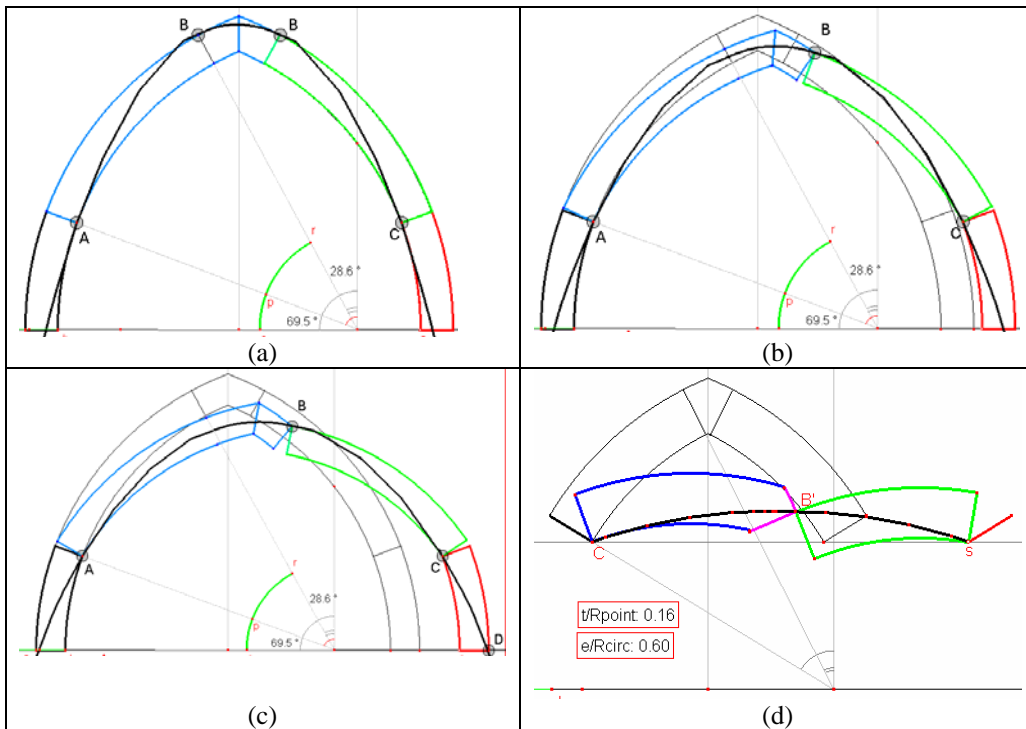 B
B
A
C
r
p
28.6 °
69.5 °
(a)
B
A
C
r
p
28.6 °
69.5 °
(b)
B
A
C
r
p
28.6 °
69.5 °
D
(c)
B'
C
s
t/Rpoint: 0.16
e/Rcirc: 0.60
(d)